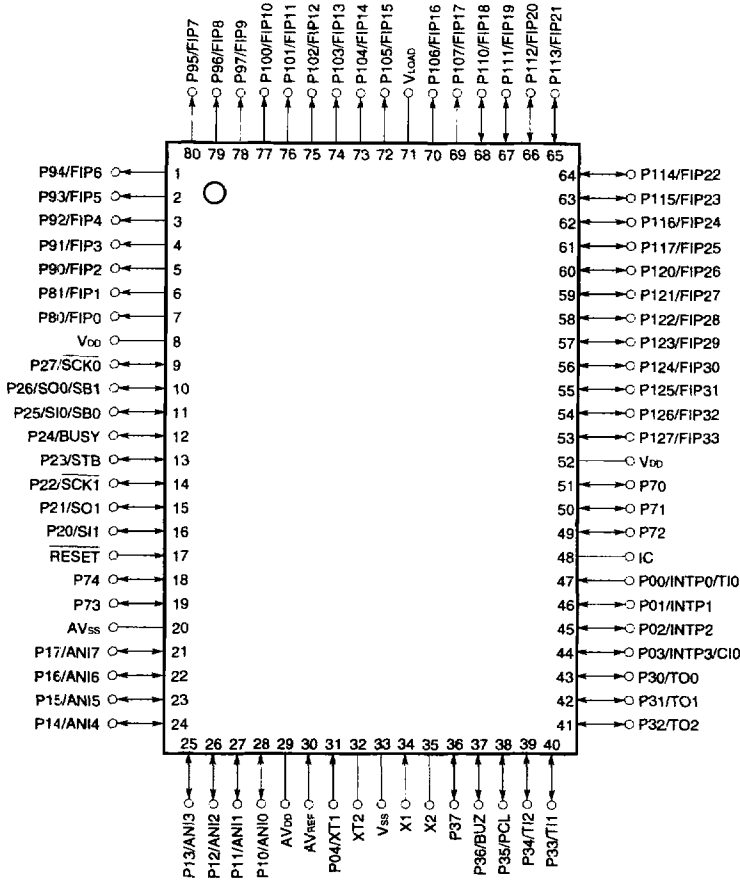 P95/FIP7
P96/FIP8
P97/FIP9
P100/FIP10
P101/FIP11
P102/FIP12
P103/FIP13
P104/FIP14
P105/FIP15
VLOAD
P106/FIP16
P107/FIP17
P110/FIP18
P111/FIP19
P112/FIP20
P113/FIP21
80 79 78 77 76 75 74 73 72 71 70 69 68 67 66 65
P94/FIP6 1 64 P114/FIP22
P93/FIP5 2 63 P115/FIP23
P92/FIP4 3 62 P116/FIP24
P91/FIP3 4 61 P117/FIP25
P90/FIP2 5 60 P120/FIP26
P81/FIP1 6 59 P121/FIP27
P80/FIP0 7 58 P122/FIP28
VDD 8 57 P123/FIP29
P27/SCK0 9 56 P124/FIP30
P26/SO0/SB1 10 55 P125/FIP31
P25/SI0/SB0 11 54 P126/FIP32
P24/BUSY 12 53 P127/FIP33
P23/STB 13 52 VDD
P22/SCK1 14 51 P70
P21/SO1 15 50 P71
P20/SI1 16 49 P72
RESET 17 48 IC
P74 18 47 P00/INTP0/TI0
P73 19 46 P01/INTP1
AVSS 20 45 P02/INTP2
P17/ANI7 21 44 P03/INTP3/CI0
P16/ANI6 22 43 P30/TO0
P15/ANI5 23 42 P31/TO1
P14/ANI4 24 41 P32/TO2
25 26 27 28 29 30 31 32 33 34 35 36 37 38 39 40
P13/ANI3
P12/ANI2
P11/ANI1
P10/ANI0
AVDD
AVREF
P04/XT1
XT2
VSS
X1
X2
P37
P36/BUZ
P35/PCL
P34/TI2
P33/TI1